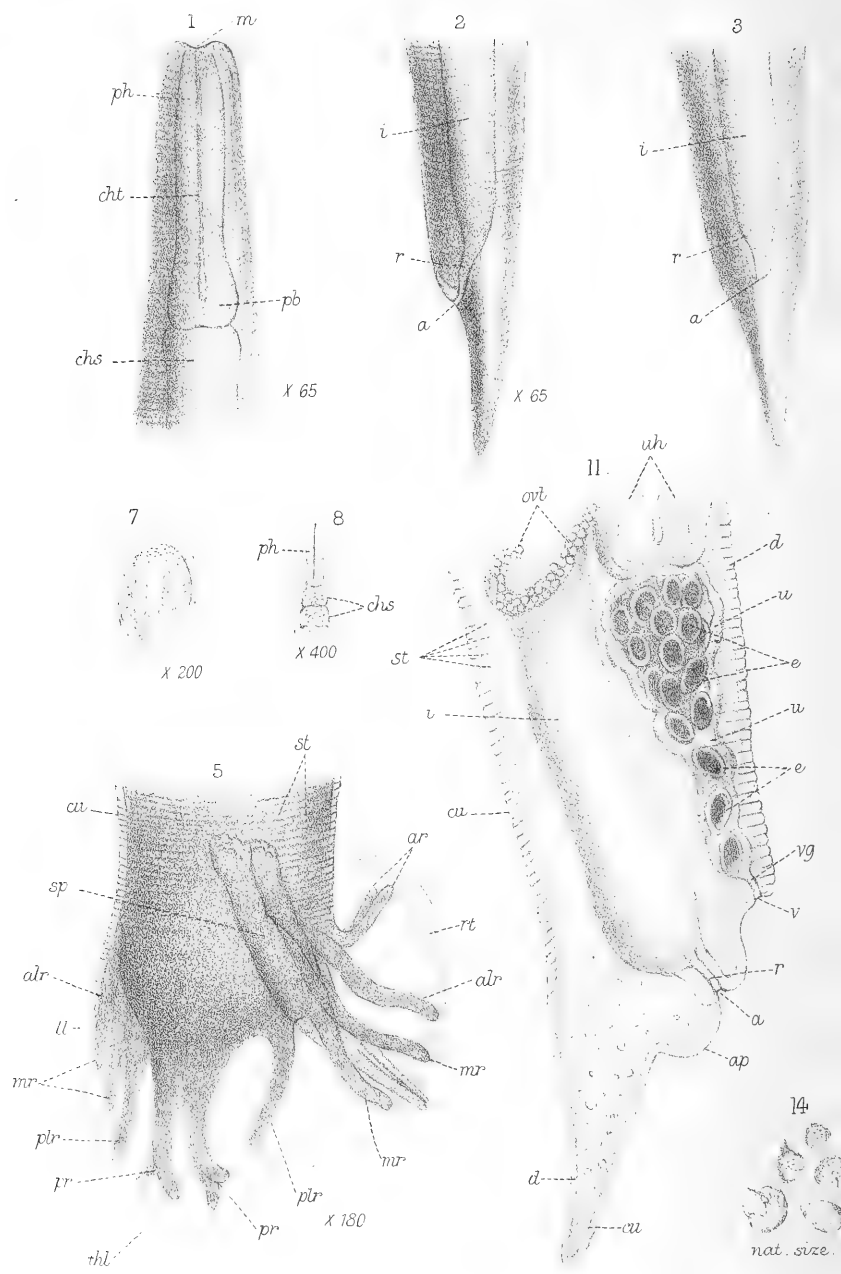 1
m
ph
cht
pb
chs
X 65
2
i
r
a
X 65
3
i
r
a
7
X 200
8
ph
chs
X 400
11.
uh
ovt
d
u
e
st
u
i
e
cu
vg
v
r
a
ap
d
cu
5
st
cu
ar
sp
rt
alr
alr
ll
mr
mr
plr
mr
pr
plr
pr
X 180
thl
14
nat. size.